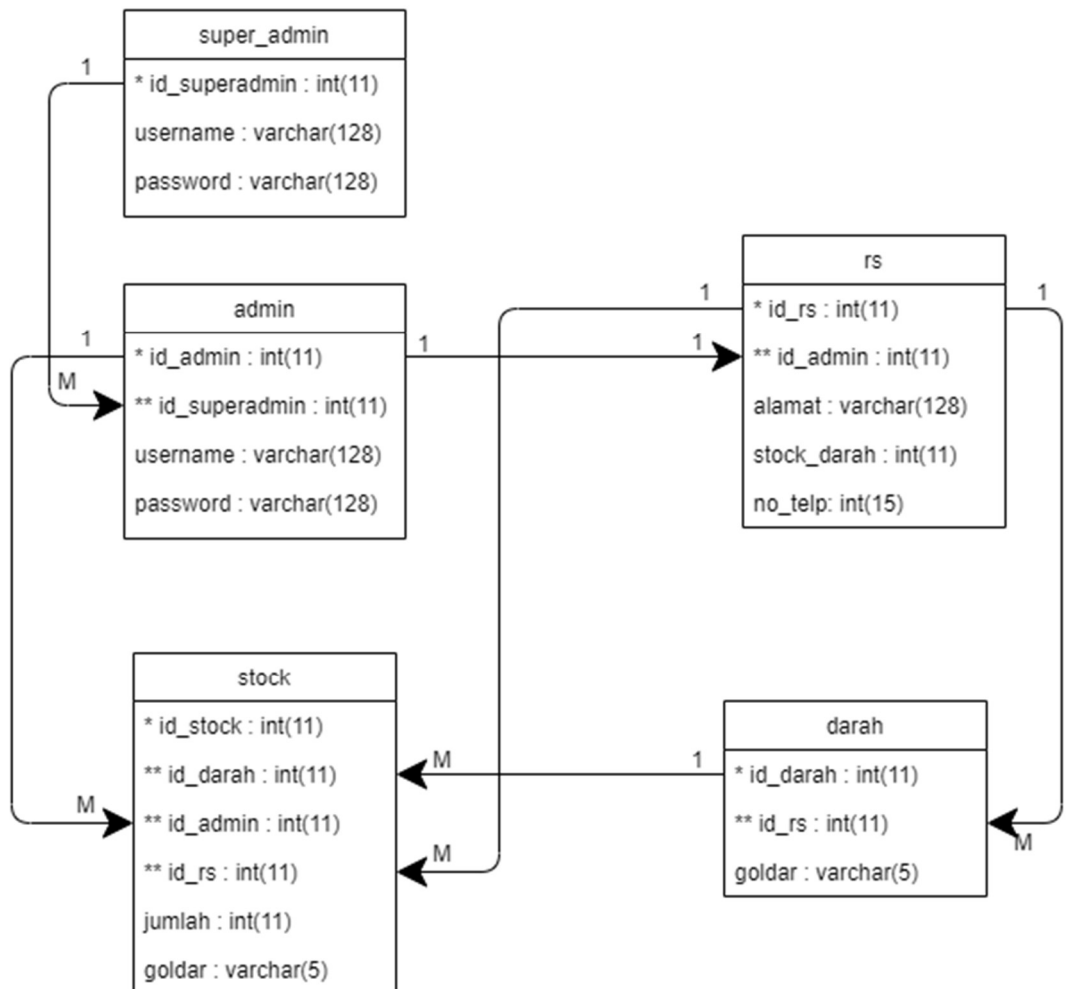 super_admin
1
* id_superadmin : int(11)
username : varchar(128)
password : varchar(128)
admin
1
* id_admin : int(11)
1
1
M
** id_superadmin : int(11)
username : varchar(128)
password : varchar(128)
rs
1
* id_rs : int(11)
1
** id_admin : int(11)
alamat : varchar(128)
stock_darah : int(11)
no_telp: int(15)
stock
* id_stock : int(11)
** id_darah : int(11)
M
1
M
** id_admin : int(11)
** id_rs : int(11)
M
jumlah : int(11)
goldar : varchar(5)
darah
* id_darah : int(11)
** id_rs : int(11)
M
goldar : varchar(5)